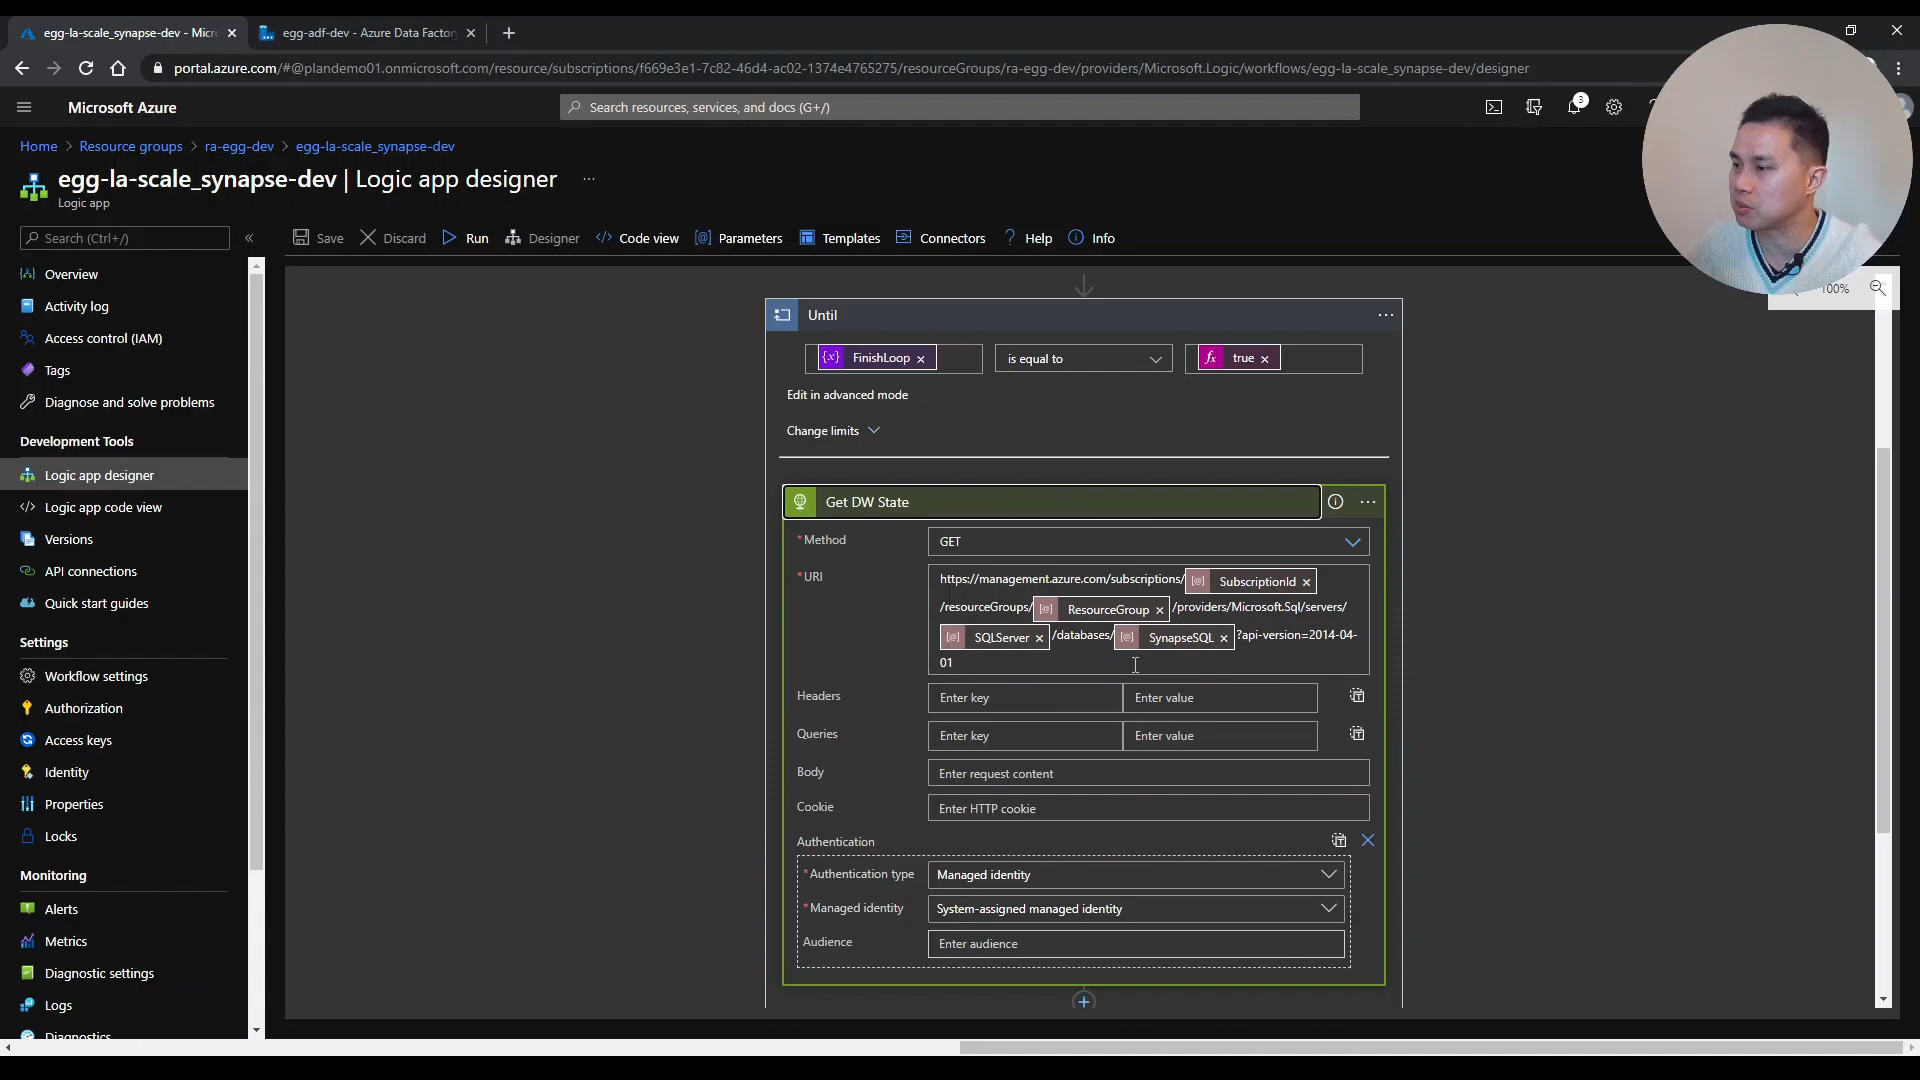 egg-la-scale_synapse-dev - Micr
egg-adf-dev - Azure Data Factory
portal.azure.com/#@plandemo01.onmicrosoft.com/resource/subscriptions/f669e3e1-7c82-46d4-ac02-1374e4765275/resourceGroups/ra-egg-dev/providers/Microsoft.Logic/workflows/egg-la-scale_synapse-dev/designer
Microsoft Azure
Search resources, services, and docs (G+/)
3
Home > Resource groups > ra-egg-dev > egg-la-scale_synapse-dev
egg-la-scale_synapse-dev | Logic app designer ...
Logic app
Search (Ctrl+/)
«
Save
Discard
Run
Designer
Code view
Parameters
Templates
Connectors
? Help
Info
Overview
Activity log
Access control (IAM)
Tags
Diagnose and solve problems
Development Tools
Logic app designer
Logic app code view
Versions
API connections
Quick start guides
Settings
Workflow settings
Authorization
Access keys
Identity
Properties
Locks
Monitoring
Alerts
Metrics
Diagnostic settings
Logs
Diagnostics
100%
Until
FinishLoop
is equal to
true
Edit in advanced mode
Change limits
Get DW State
*Method
GET
*URI
https://management.azure.com/subscriptions/ SubscriptionId
/resourceGroups/ ResourceGroup /providers/Microsoft.Sql/servers/
SQLServer /databases/ SynapseSQL ?api-version=2014-04-
01
Headers
Enter key
Enter value
Queries
Enter key
Enter value
Body
Enter request content
Cookie
Enter HTTP cookie
Authentication
*Authentication type
Managed identity
*Managed identity
System-assigned managed identity
Audience
Enter audience